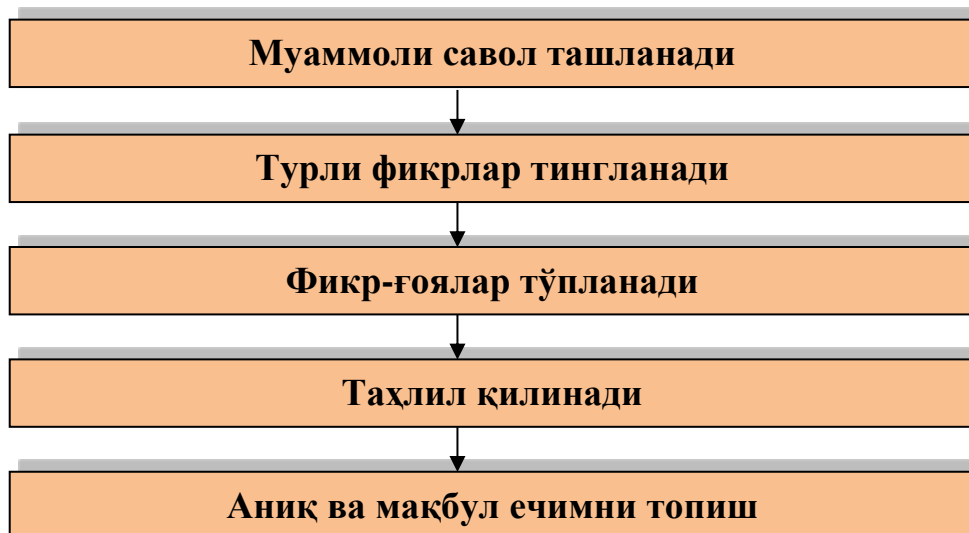 Муаммоли савол ташланади
Турли фикрлар тингланади
Фикр-ғоялар тўпланади
Таҳлил қилинади
Аниқ ва мақбул ечимни топиш